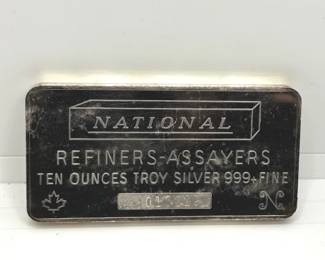 NATIONAL
REFINERS-ASSAYERS
TEN OUNCES TROY SILVER 999+FINE
N